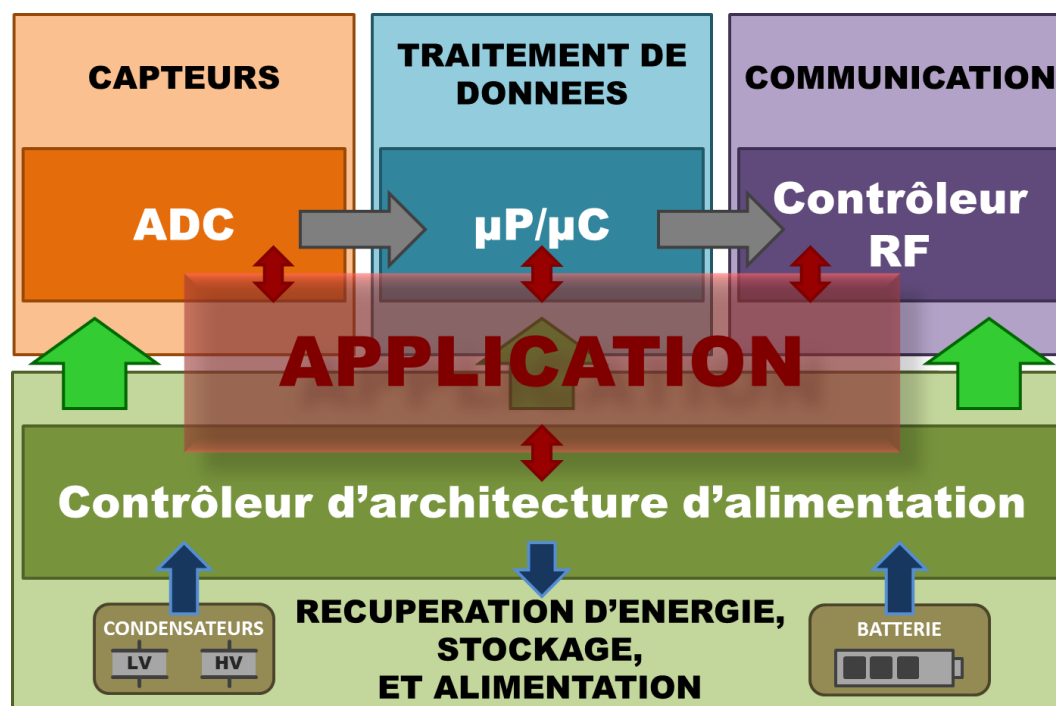 CAPTEURS
TRAITEMENT DE
DONNEES
COMMUNICATION
ADC
µP/µC
Contrôleur
RF
APPLICATION
Contrôleur d’architecture d’alimentation
CONDENSATEURS
LV
HV
RECUPERATION D’ENERGIE,
STOCKAGE,
ET ALIMENTATION
BATTERIE